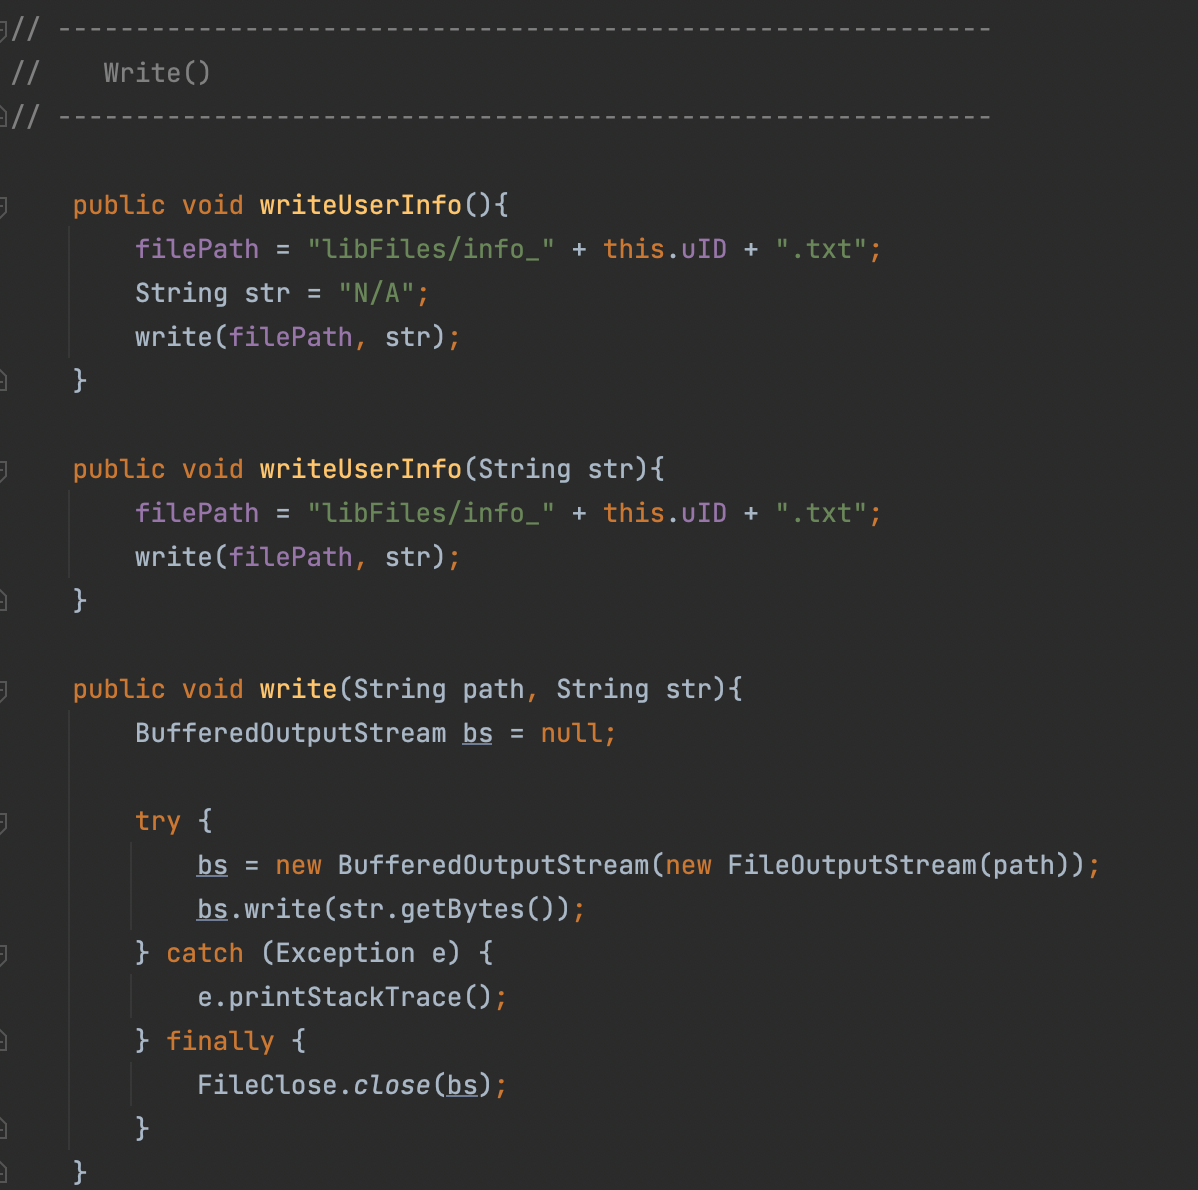 // ------------------------------------------------------------
//    Write()
// ------------------------------------------------------------
public void writeUserInfo(){
filePath = "libFiles/info_" + this.uID + ".txt";
String str = "N/A";
write(filePath, str);
}
public void writeUserInfo(String str){
filePath = "libFiles/info_" + this.uID + ".txt";
write(filePath, str);
}
public void write(String path, String str){
BufferedOutputStream bs = null;
try {
bs = new BufferedOutputStream(new FileOutputStream(path));
bs.write(str.getBytes());
} catch (Exception e) {
e.printStackTrace();
} finally {
FileClose.close(bs);
}
}